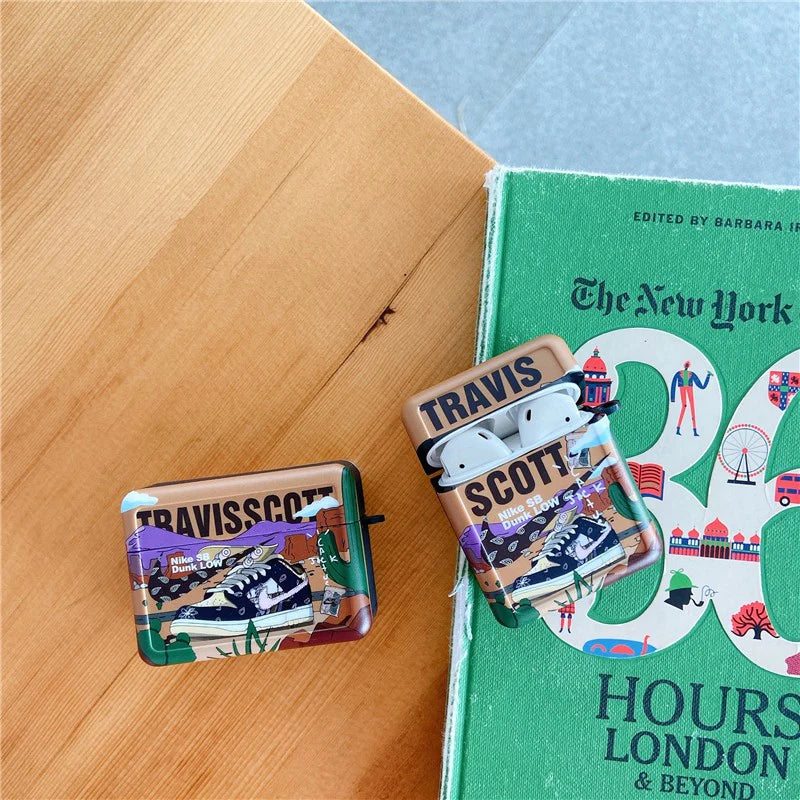 EDITED BY BARBARA
The New York
36
HOURS
LONDON
& BEYOND
TRAVIS
SCOTT
Nike SB
Dunk LOW
TRAVISSCOTT
Nike SB
Dunk LOW